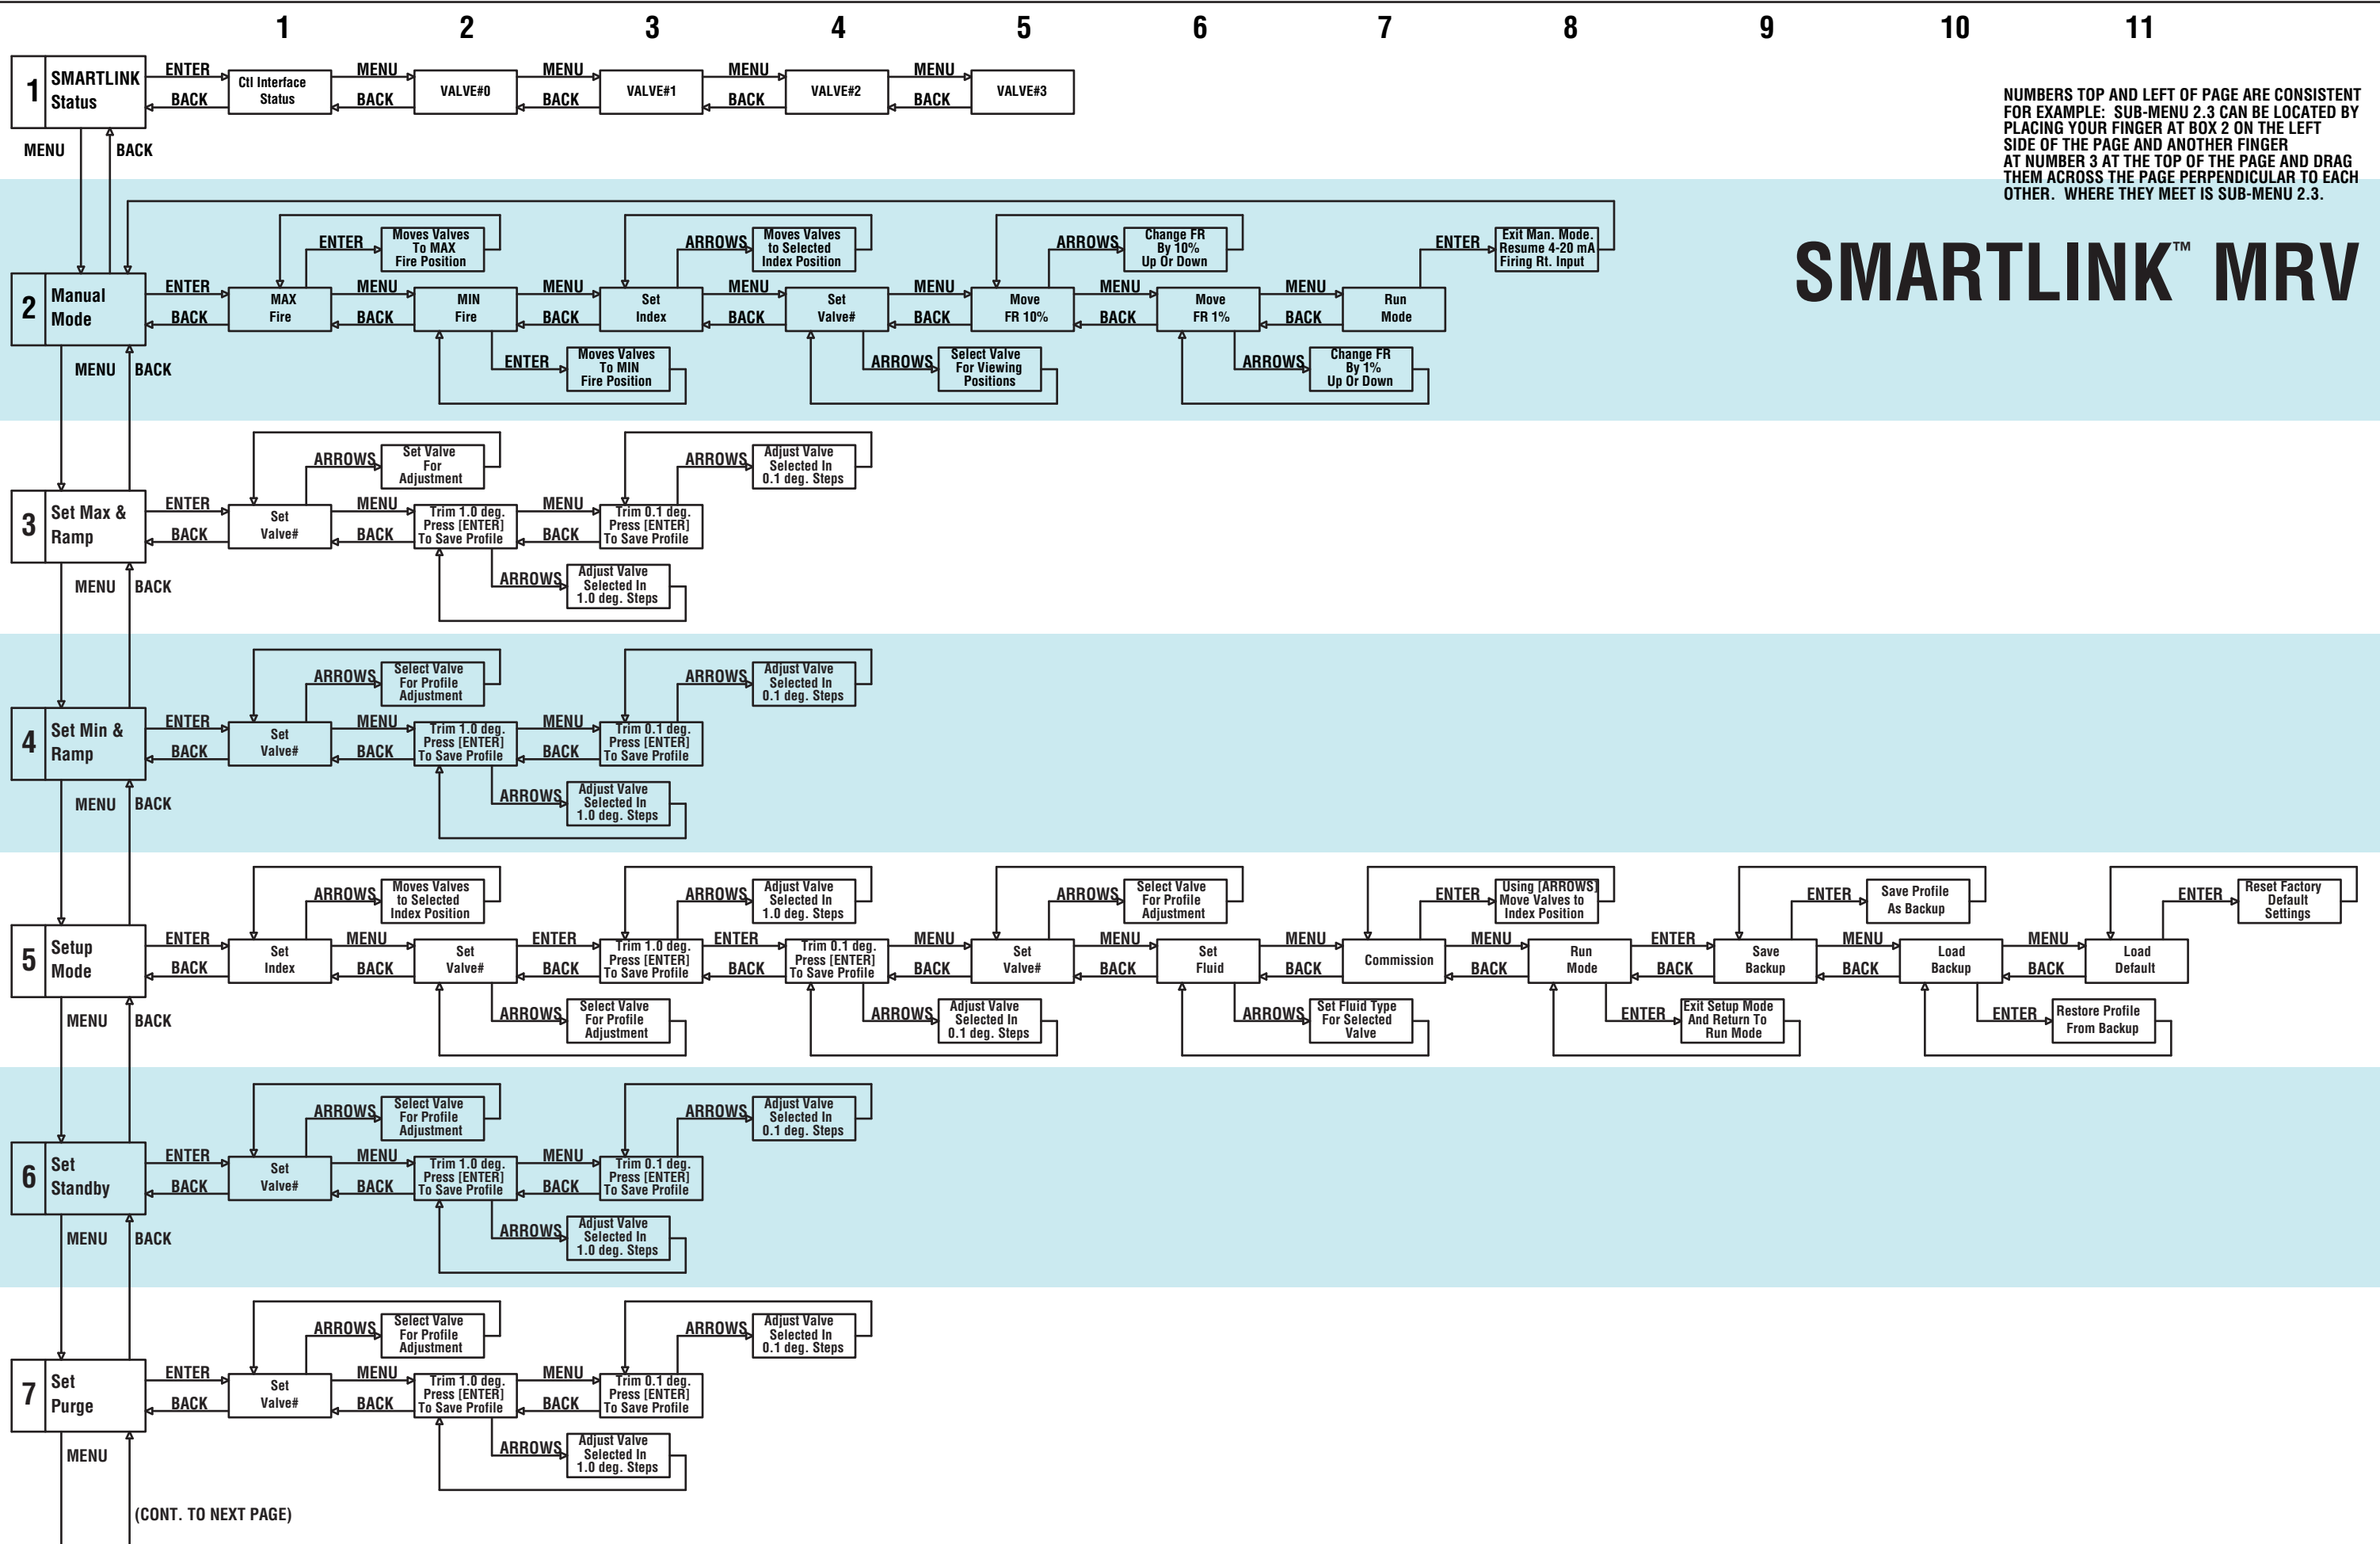 1 2 3 4 5 6 7 8 9 10 11
1
SMARTLINK
Status
ENTER
BACK
Ctl Interface
Status
MENU
BACK
VALVE#0
MENU
BACK
VALVE#1
MENU
BACK
VALVE#2
MENU
BACK
VALVE#3
NUMBERS TOP AND LEFT OF PAGE ARE CONSISTENT
FOR EXAMPLE: SUB-MENU 2.3 CAN BE LOCATED BY
PLACING YOUR FINGER AT BOX 2 ON THE LEFT
SIDE OF THE PAGE AND ANOTHER FINGER
AT NUMBER 3 AT THE TOP OF THE PAGE AND DRAG
THEM ACROSS THE PAGE PERPENDICULAR TO EACH
OTHER. WHERE THEY MEET IS SUB-MENU 2.3.
MENU
BACK
SMARTLINK™ MRV
2
Manual
Mode
ENTER
BACK
MAX
Fire
ENTER
Moves Valves
To MAX
Fire Position
MENU
BACK
MIN
Fire
ENTER
Moves Valves
To MIN
Fire Position
MENU
BACK
Set
Index
ARROWS
Moves Valves
to Selected
Index Position
MENU
BACK
Set
Valve#
ARROWS
Select Valve
For Viewing
Positions
MENU
BACK
Move
FR 10%
ARROWS
Change FR
By 10%
Up Or Down
MENU
BACK
Move
FR 1%
ARROWS
Change FR
By 1%
Up Or Down
MENU
BACK
Run
Mode
ENTER
Exit Man. Mode.
Resume 4-20 mA
Firing Rt. Input
MENU
BACK
3
Set Max &
Ramp
ENTER
BACK
Set
Valve#
ARROWS
Set Valve
For
Adjustment
MENU
BACK
Trim 1.0 deg.
Press [ENTER]
To Save Profile
ARROWS
Adjust Valve
Selected In
1.0 deg. Steps
MENU
BACK
Trim 0.1 deg.
Press [ENTER]
To Save Profile
ARROWS
Adjust Valve
Selected In
0.1 deg. Steps
MENU
BACK
4
Set Min &
Ramp
ENTER
BACK
Set
Valve#
ARROWS
Select Valve
For Profile
Adjustment
MENU
BACK
Trim 1.0 deg.
Press [ENTER]
To Save Profile
ARROWS
Adjust Valve
Selected In
1.0 deg. Steps
MENU
BACK
Trim 0.1 deg.
Press [ENTER]
To Save Profile
ARROWS
Adjust Valve
Selected In
0.1 deg. Steps
MENU
BACK
5
Setup
Mode
ENTER
BACK
Set
Index
ARROWS
Moves Valves
to Selected
Index Position
MENU
BACK
Set
Valve#
ARROWS
Select Valve
For Profile
Adjustment
ENTER
BACK
Trim 1.0 deg.
Press [ENTER]
To Save Profile
ARROWS
Adjust Valve
Selected In
1.0 deg. Steps
ENTER
BACK
Trim 0.1 deg.
Press [ENTER]
To Save Profile
ARROWS
Adjust Valve
Selected In
0.1 deg. Steps
MENU
BACK
Set
Valve#
ARROWS
Select Valve
For Profile
Adjustment
MENU
BACK
Set
Fluid
ARROWS
Set Fluid Type
For Selected
Valve
MENU
BACK
Commission
ENTER
Using [ARROWS]
Move Valves to
Index Position
MENU
BACK
Run
Mode
ENTER
Exit Setup Mode
And Return To
Run Mode
ENTER
BACK
Save
Backup
ENTER
Save Profile
As Backup
MENU
BACK
Load
Backup
ENTER
Restore Profile
From Backup
MENU
BACK
Load
Default
ENTER
Reset Factory
Default
Settings
MENU
BACK
6
Set
Standby
ENTER
BACK
Set
Valve#
ARROWS
Select Valve
For Profile
Adjustment
MENU
BACK
Trim 1.0 deg.
Press [ENTER]
To Save Profile
ARROWS
Adjust Valve
Selected In
1.0 deg. Steps
MENU
BACK
Trim 0.1 deg.
Press [ENTER]
To Save Profile
ARROWS
Adjust Valve
Selected In
0.1 deg. Steps
MENU
BACK
7
Set
Purge
ENTER
BACK
Set
Valve#
ARROWS
Select Valve
For Profile
Adjustment
MENU
BACK
Trim 1.0 deg.
Press [ENTER]
To Save Profile
ARROWS
Adjust Valve
Selected In
1.0 deg. Steps
MENU
BACK
Trim 0.1 deg.
Press [ENTER]
To Save Profile
ARROWS
Adjust Valve
Selected In
0.1 deg. Steps
MENU
(CONT. TO NEXT PAGE)